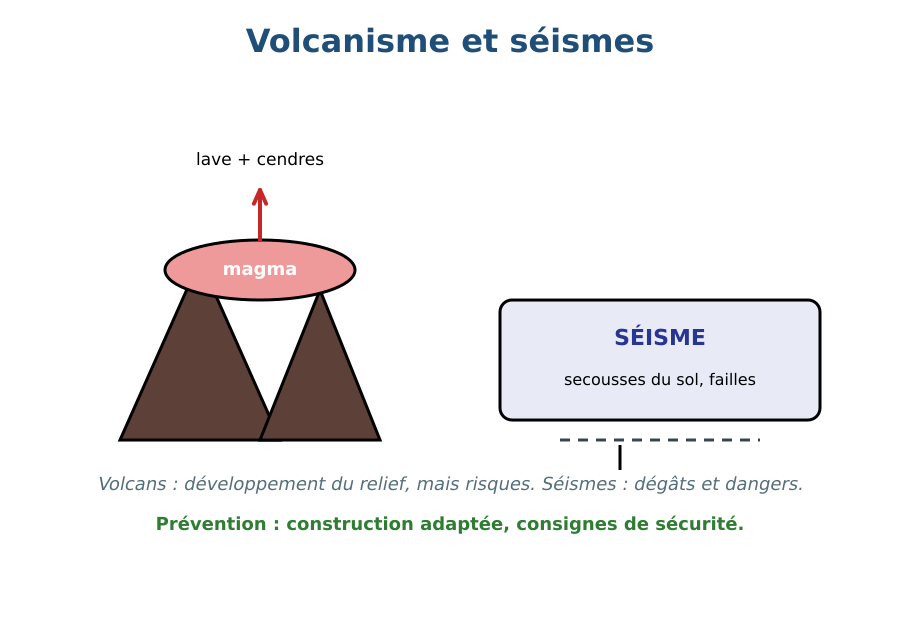 Volcanisme et séismes
lave + cendres
magma
SÉISME
secousses du sol, failles
Volcans : développement du relief, mais risques. Séismes : dégâts et dangers.
Prévention : construction adaptée, consignes de sécurité.